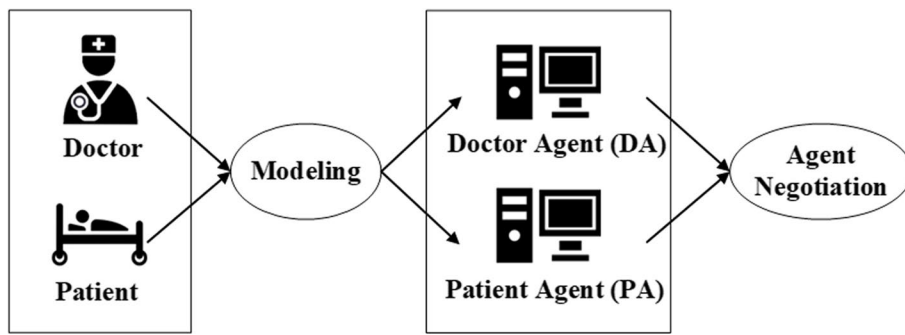 Doctor
Patient
Modeling
Doctor Agent (DA)
Patient Agent (PA)
Agent
Negotiation